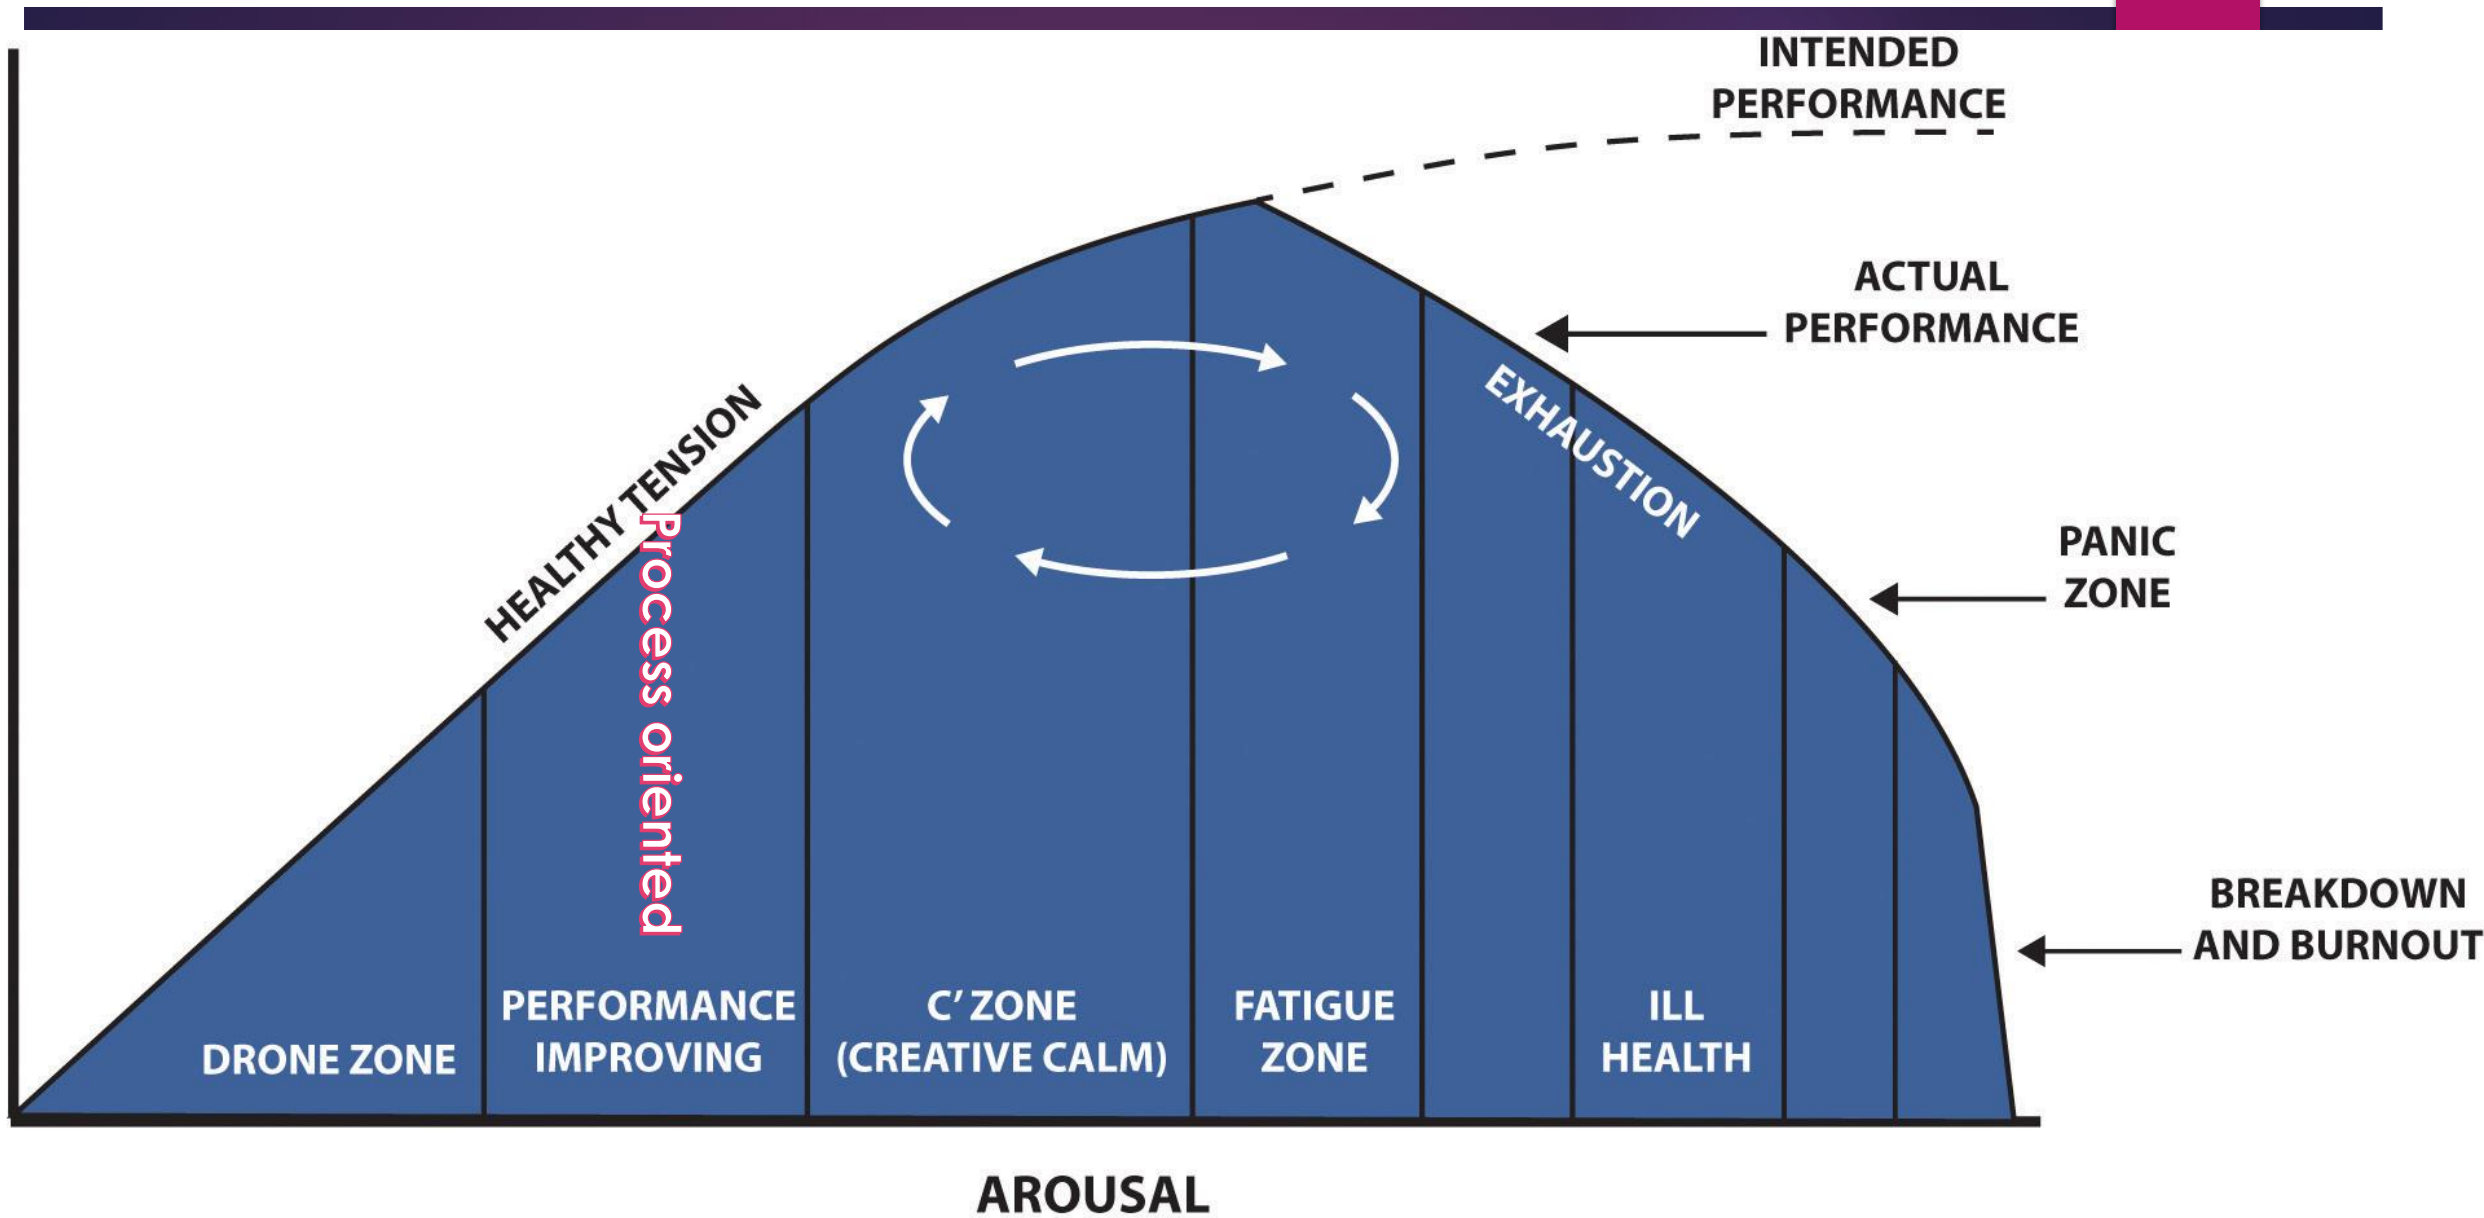 INTENDED
PERFORMANCE
ACTUAL
PERFORMANCE
HEALTHY TENSION
EXHAUSTION
Process oriented
PANIC
ZONE
BREAKDOWN
AND BURNOUT
DRONE ZONE
PERFORMANCE
IMPROVING
C' ZONE
(CREATIVE CALM)
FATIGUE
ZONE
ILL
HEALTH
AROUSAL